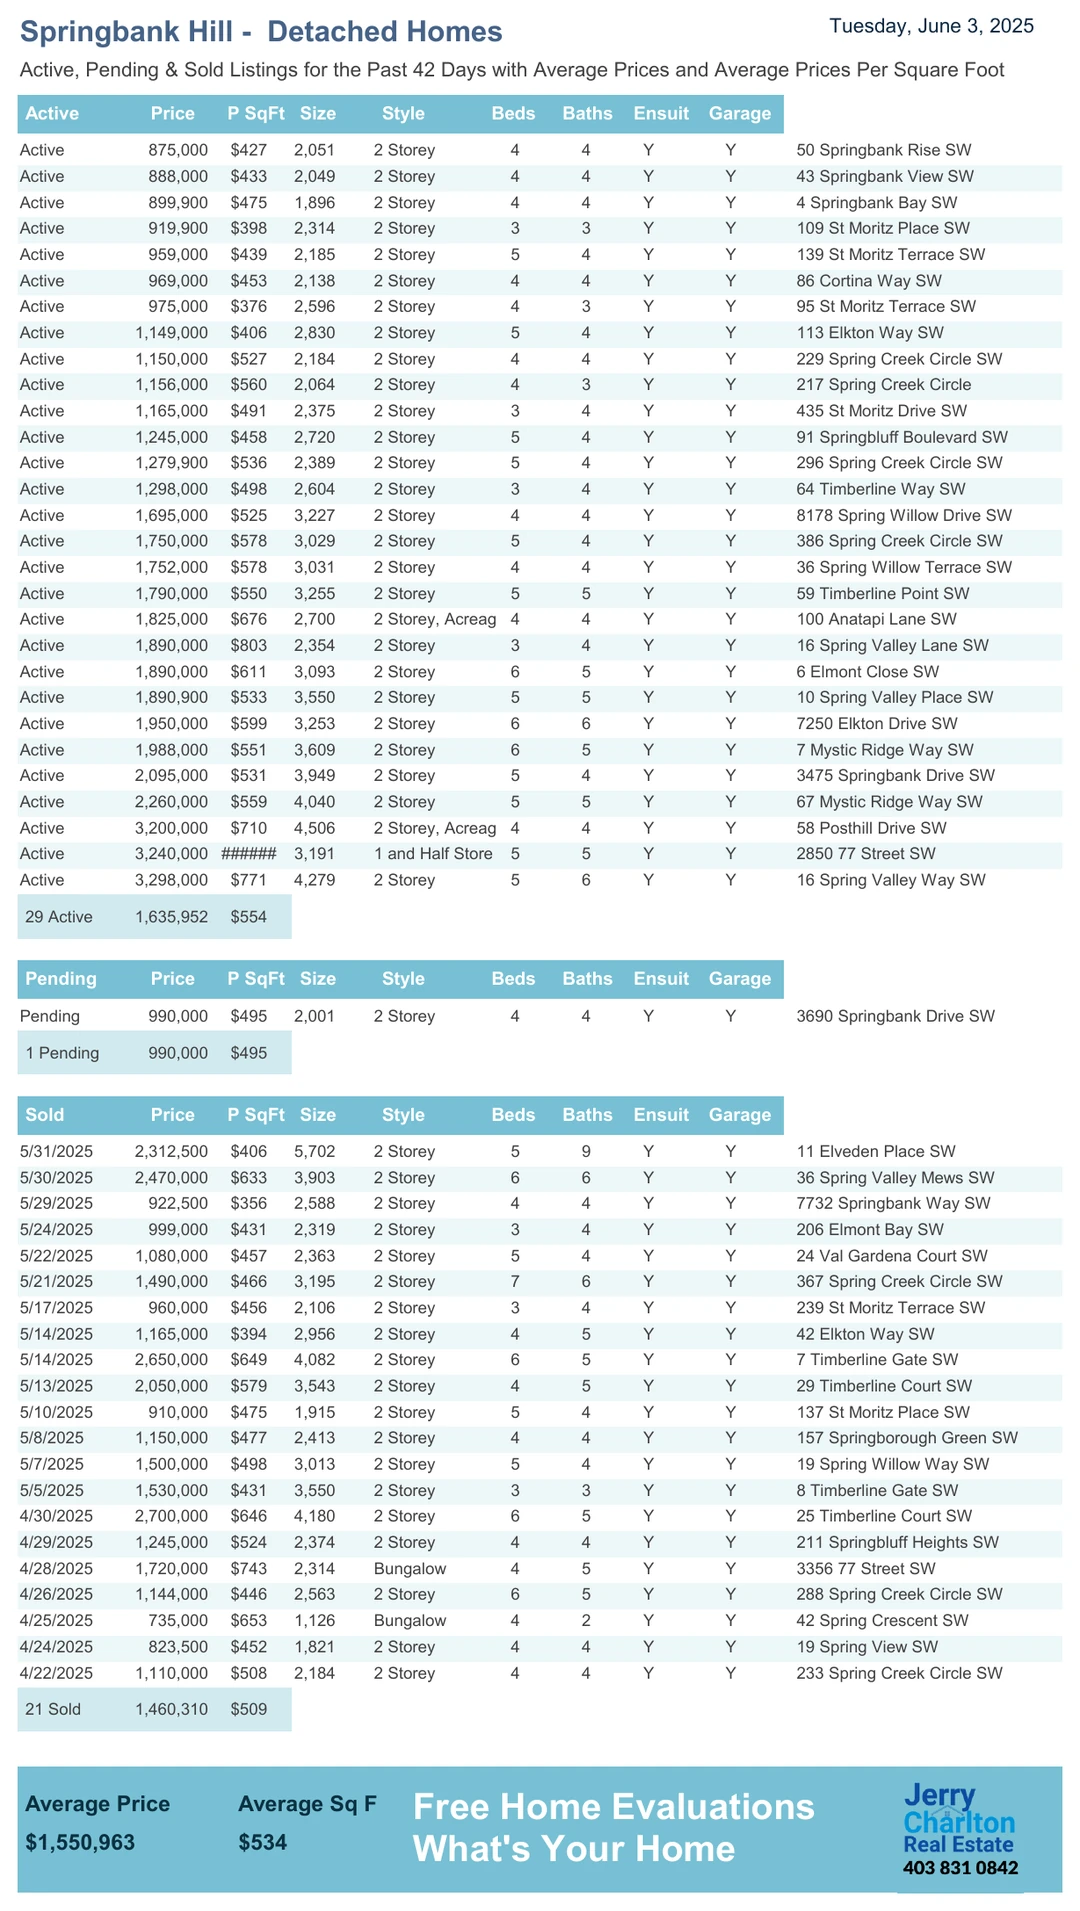 Springbank Hill -  Detached Homes Tuesday, June 3, 2025
Active, Pending & Sold Listings for the Past 42 Days with Average Prices and Average Prices Per Square Foot
Active Price P SqFt Size Style Beds Baths Ensuit Garage
Active 875,000 $427 2,051 2 Storey 4 4 Y Y 50 Springbank Rise SW
Active 888,000 $433 2,049 2 Storey 4 4 Y Y 43 Springbank View SW
Active 899,900 $475 1,896 2 Storey 4 4 Y Y 4 Springbank Bay SW
Active 919,900 $398 2,314 2 Storey 3 3 Y Y 109 St Moritz Place SW
Active 959,000 $439 2,185 2 Storey 5 4 Y Y 139 St Moritz Terrace SW
Active 969,000 $453 2,138 2 Storey 4 4 Y Y 86 Cortina Way SW
Active 975,000 $376 2,596 2 Storey 4 3 Y Y 95 St Moritz Terrace SW
Active 1,149,000 $406 2,830 2 Storey 5 4 Y Y 113 Elkton Way SW
Active 1,150,000 $527 2,184 2 Storey 4 4 Y Y 229 Spring Creek Circle SW
Active 1,156,000 $560 2,064 2 Storey 4 3 Y Y 217 Spring Creek Circle
Active 1,165,000 $491 2,375 2 Storey 3 4 Y Y 435 St Moritz Drive SW
Active 1,245,000 $458 2,720 2 Storey 5 4 Y Y 91 Springbluff Boulevard SW
Active 1,279,900 $536 2,389 2 Storey 5 4 Y Y 296 Spring Creek Circle SW
Active 1,298,000 $498 2,604 2 Storey 3 4 Y Y 64 Timberline Way SW
Active 1,695,000 $525 3,227 2 Storey 4 4 Y Y 8178 Spring Willow Drive SW
Active 1,750,000 $578 3,029 2 Storey 5 4 Y Y 386 Spring Creek Circle SW
Active 1,752,000 $578 3,031 2 Storey 4 4 Y Y 36 Spring Willow Terrace SW
Active 1,790,000 $550 3,255 2 Storey 5 5 Y Y 59 Timberline Point SW
Active 1,825,000 $676 2,700 2 Storey, Acreag 4 4 Y Y 100 Anatapi Lane SW
Active 1,890,000 $803 2,354 2 Storey 3 4 Y Y 16 Spring Valley Lane SW
Active 1,890,000 $611 3,093 2 Storey 6 5 Y Y 6 Elmont Close SW
Active 1,890,900 $533 3,550 2 Storey 5 5 Y Y 10 Spring Valley Place SW
Active 1,950,000 $599 3,253 2 Storey 6 6 Y Y 7250 Elkton Drive SW
Active 1,988,000 $551 3,609 2 Storey 6 5 Y Y 7 Mystic Ridge Way SW
Active 2,095,000 $531 3,949 2 Storey 5 4 Y Y 3475 Springbank Drive SW
Active 2,260,000 $559 4,040 2 Storey 5 5 Y Y 67 Mystic Ridge Way SW
Active 3,200,000 $710 4,506 2 Storey, Acreag 4 4 Y Y 58 Posthill Drive SW
Active 3,240,000 ###### 3,191 1 and Half Store 5 5 Y Y 2850 77 Street SW
Active 3,298,000 $771 4,279 2 Storey 5 6 Y Y 16 Spring Valley Way SW
29 Active 1,635,952 $554
Pending Price P SqFt Size Style Beds Baths Ensuit Garage
Pending 990,000 $495 2,001 2 Storey 4 4 Y Y 3690 Springbank Drive SW
1 Pending 990,000 $495
Sold Price P SqFt Size Style Beds Baths Ensuit Garage
5/31/2025 2,312,500 $406 5,702 2 Storey 5 9 Y Y 11 Elveden Place SW
5/30/2025 2,470,000 $633 3,903 2 Storey 6 6 Y Y 36 Spring Valley Mews SW
5/29/2025 922,500 $356 2,588 2 Storey 4 4 Y Y 7732 Springbank Way SW
5/24/2025 999,000 $431 2,319 2 Storey 3 4 Y Y 206 Elmont Bay SW
5/22/2025 1,080,000 $457 2,363 2 Storey 5 4 Y Y 24 Val Gardena Court SW
5/21/2025 1,490,000 $466 3,195 2 Storey 7 6 Y Y 367 Spring Creek Circle SW
5/17/2025 960,000 $456 2,106 2 Storey 3 4 Y Y 239 St Moritz Terrace SW
5/14/2025 1,165,000 $394 2,956 2 Storey 4 5 Y Y 42 Elkton Way SW
5/14/2025 2,650,000 $649 4,082 2 Storey 6 5 Y Y 7 Timberline Gate SW
5/13/2025 2,050,000 $579 3,543 2 Storey 4 5 Y Y 29 Timberline Court SW
5/10/2025 910,000 $475 1,915 2 Storey 5 4 Y Y 137 St Moritz Place SW
5/8/2025 1,150,000 $477 2,413 2 Storey 4 4 Y Y 157 Springborough Green SW
5/7/2025 1,500,000 $498 3,013 2 Storey 5 4 Y Y 19 Spring Willow Way SW
5/5/2025 1,530,000 $431 3,550 2 Storey 3 3 Y Y 8 Timberline Gate SW
4/30/2025 2,700,000 $646 4,180 2 Storey 6 5 Y Y 25 Timberline Court SW
4/29/2025 1,245,000 $524 2,374 2 Storey 4 4 Y Y 211 Springbluff Heights SW
4/28/2025 1,720,000 $743 2,314 Bungalow 4 5 Y Y 3356 77 Street SW
4/26/2025 1,144,000 $446 2,563 2 Storey 6 5 Y Y 288 Spring Creek Circle SW
4/25/2025 735,000 $653 1,126 Bungalow 4 2 Y Y 42 Spring Crescent SW
4/24/2025 823,500 $452 1,821 2 Storey 4 4 Y Y 19 Spring View SW
4/22/2025 1,110,000 $508 2,184 2 Storey 4 4 Y Y 233 Spring Creek Circle SW
21 Sold 1,460,310 $509
Average Price Average Sq F
$1,550,963 $534
Free Home Evaluations
What's Your Home
Jerry
Charlton
Real Estate
403 831 0842